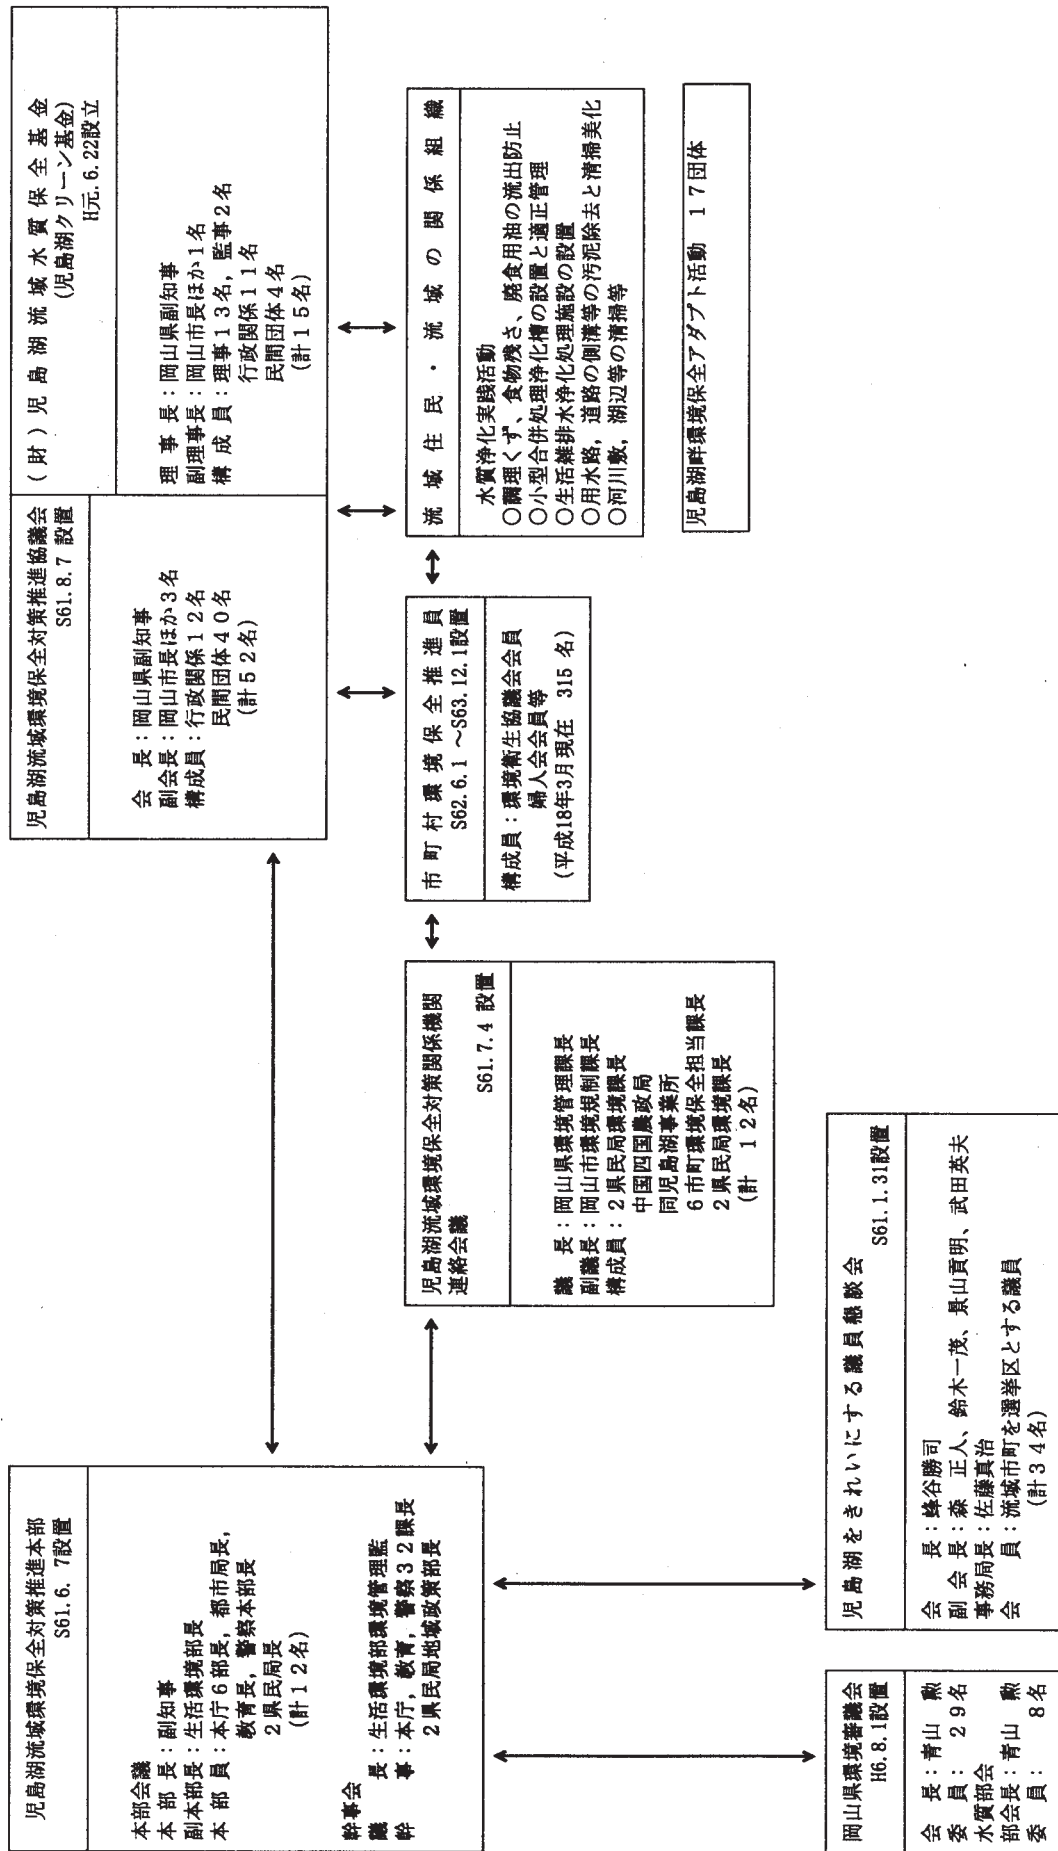 児島湖流域環境保全対策推進本部
S61.6.7設置
本部会議
本部長：副知事
副本部長：生活環境部長
本部員：本庁6部長，都市局長，
教育長，警察本部長
2県民局長
(計12名)
幹事会
議長：生活環境部環境管理監
幹事：本庁，教育，警察32課長
2県民局地域政策部長
児島湖流域環境保全対策推進協議会
S61.8.7 設置
会長：岡山県副知事
副会長：岡山市長ほか3名
構成員：行政関係12名
民間団体40名
(計52名)
(財)児島湖流域水質保全基金
(児島湖クリーン基金)
H元.6.22設立
理事長：岡山県副知事
副理事長：岡山市長ほか1名
構成員：理事13名，監事2名
行政関係11名
民間団体4名
(計15名)
児島湖流域環境保全対策関係機関
連絡会議
S61.7.4 設置
議長：岡山県環境管理課長
副議長：岡山市環境規制課長
構成員：2県民局環境課長
中国四国農政局
同児島湖事業所
6市町環境保全担当課長
2県民局環境課長
(計 12名)
市町村環境保全推進員
S62.6.1 ～S63.12.1設置
構成員：環境衛生協議会会員
婦人会会員等
(平成18年3月現在 315 名)
流域住民・流域の関係組織
水質浄化実践活動
○調理くず、食物残さ、廃食用油の流出防止
○小型合併処理浄化槽の設置と適正管理
○生活雑排水浄化処理施設の設置
○用水路，道路の側溝等の汚泥除去と清掃美化
○河川敷，湖辺等の清掃等
児島湖畔環境保全アダプト活動 17団体
岡山県環境審議会
H6.8.1設置
会長：青山 勲
委員： 29名
水質部会
部会長：青山 勲
委員： 8名
児島湖をきれいにする議員懇談会
S61.1.31設置
会長：蜂谷勝司
副会長：森 正人、鈴木一茂、景山貢明、武田英夫
事務局長：佐藤真治
会員：流域市町を選挙区とする議員
(計34名)